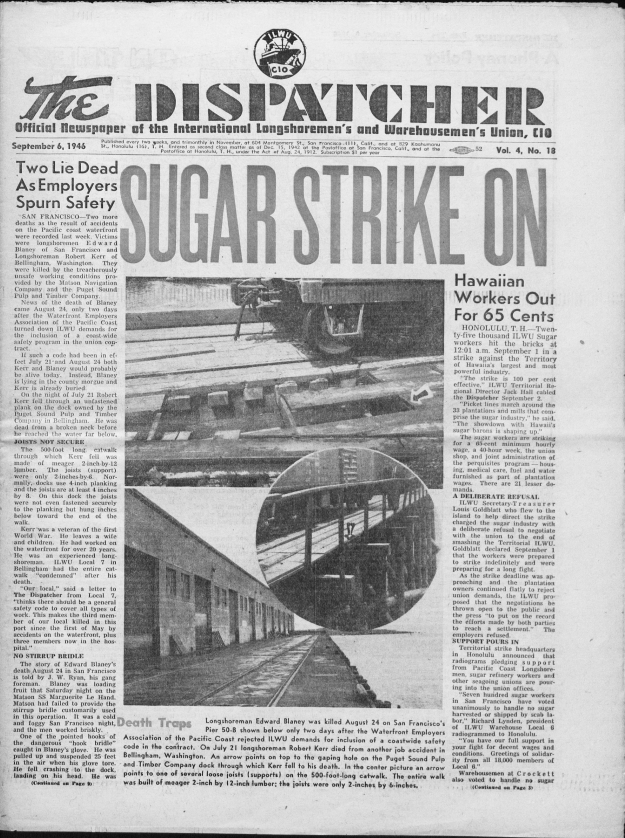 ILWU
CIO
The DISPATCHER
Official Newspaper of the International Longshoremen's and Warehousemen's Union, CIO
September 6, 1946
Published every two weeks, and trimonthly in November, at 604 Montgomery St., San Francisco-1111, Calif., and at 529 Kaahumanu
St., Honolulu 11351, T. H. Entered as second class matter as of Dec. 15, 1942 at the Postoffice at San Francisco, Calif., and at the
Postoffice at Honolulu, T. H., under the Act of Aug. 24, 1912. Subscription $1 per year
Vol. 4, No. 18
Two Lie Dead
As Employers
Spurn Safety
SAN FRANCISCO—Two more
deaths as the result of accidents
on the Pacific coast waterfront
were recorded last week. Victims
were longshoremen Edward
Blaney of San Francisco and
Longshoreman Robert Kerr of
Bellingham, Washington. They
were killed by the treacherously
unsafe working conditions pro-
vided by the Matson Navigation
Company and the Puget Sound
Pulp and Timber Company.
News of the death of Blaney
came August 24, only two days
after the Waterfront Employers
Association of the Pacific Coast
turned down ILWU demands for
the inclusion of a coast-wide
safety program in the union con-
tract.
If such a code had been in ef-
fect July 21 and August 24 both
Kerr and Blaney would probably
be alive today. Instead, Blaney
is lying in the county morgue and
Kerr is already buried.
On the night of July 21 Robert
Kerr fell through an unfastened
plank on the dock owned by the
Puget Sound Pulp and Timber
Company in Bellingham. He was
dead from a broken neck before
he reached the water far below.
JOISTS NOT SECURE
The 500-foot long catwalk
through which Kerr fell was
made of meager 2-inch-by-12
lumber. The joists (support)
were only 2-inches-by-6. Nor-
mally, docks use 4-inch planking
and the joists are at least 4 inches
by 8. On this dock the joists
were not even fastened securely
to the planking but hung inches
below toward the end of the
walk.
Kerr was a veteran of the first
World War. He leaves a wife
and children. He had worked on
the waterfront for over 20 years.
He was an experienced long-
shoreman. ILWU Local 7 in
Bellingham had the entire cat-
walk "condemned" after his
death.
"Our local," said a letter to
The Dispatcher from Local 7,
"thinks there should be a general
safety code to cover all types of
work. This makes the third mem-
ber of our local killed in this
port since the first of May by
accidents on the waterfront, plus
three members now in the hos-
pital."
NO STIRRUP BRIDLE
The story of Edward Blaney's
death August 24 in San Francisco
is told by J. W. Ryan, his gang
foreman. Blaney was loading
fruit that Saturday night on the
Matson SS Marguerite Le Hand.
Matson had failed to provide the
stirrup bridle customarily used
in this operation. It was a cold
and foggy San Francisco night
and the men worked briskly.
One of the pointed hooks of
the dangerous "hook bridle"
caught in Blaney's glove. He was
pulled up and suspended 25 feet
in the air when his glove tore.
He fell crashing to the dock,
landing on his head. He was
(Continued on Page 9)
SUGAR STRIKE ON
Death Traps
Longshoreman Edward Blaney was killed August 24 on San Francisco's
Pier 50-B shown below only two days after the Waterfront Employers
Association of the Pacific Coast rejected ILWU demands for inclusion of a coastwide safety
code in the contract. On July 21 longshoreman Robert Kerr died from another job accident in
Bellingham, Washington. An arrow points on top to the gaping hole on the Puget Sound Pulp
and Timber Company dock through which Kerr fell to his death. In the center picture an arrow
points to one of several loose joists (supports) on the 500-foot-long catwalk. The entire walk
was built of meager 2-inch by 12-inch lumber; the joists were only 2-inches by 6-inches.
Hawaiian
Workers Out
For 65 Cents
HONOLULU, T. H.—Twen-
ty-five thousand ILWU Sugar
workers hit the bricks at
12:01 a.m. September 1 in a
strike against the Territory
of Hawaii's largest and most
powerful industry.
"The strike is 100 per cent
effective," ILWU Territorial Re-
gional Director Jack Hall cabled
the Dispatcher September 2.
"Picket lines march around the
33 plantations and mills that com-
prise the sugar industry," he said.
"The showdown with Hawaii's
sugar barons is shaping up."
The sugar workers are striking
for a 65-cent minimum hourly
wage, a 40-hour week, the union
shop, and joint administration of
the perquisites program—hous-
ing, medical care, fuel and water
furnished as part of plantation
wages. There are 21 lesser de-
mands.
A DELIBERATE REFUSAL
ILWU Secretary-Treasurer
Louis Goldblatt who flew to the
island to help direct the strike
charged the sugar industry with
a deliberate refusal to negotiate
with the union to the end of
smashing the Territorial ILWU.
Goldblatt declared September 1
that the workers were prepared
to strike indefinitely and were
preparing for a long fight.
As the strike deadline was ap-
proaching and the plantation
owners continued flatly to reject
union demands, the ILWU pro-
posed that the negotiations be
thrown open to the public and
the press "to put on the record
the efforts made by both parties
to reach a settlement." The
employers refused.
SUPPORT POURS IN
Territorial strike headquarters
in Honolulu announced that
radiograms pledging support
from Pacific Coast Longshore-
men, sugar refinery workers and
other seagoing unions are pour-
ing into the union offices.
"Seven hundred sugar workers
in San Francisco have voted
unanimously to handle no sugar
harvested or shipped by scab la-
bor," Richard Lynden, president
of ILWU Warehouse Local 6
radiogrammed to Honolulu.
"You have our full support in
your fight for decent wages and
conditions. Greetings of solidar-
ity from all 18,000 members of
Local 6."
Warehousemen at Crockett
also voted to handle no sugar
(Continued on Page 3)